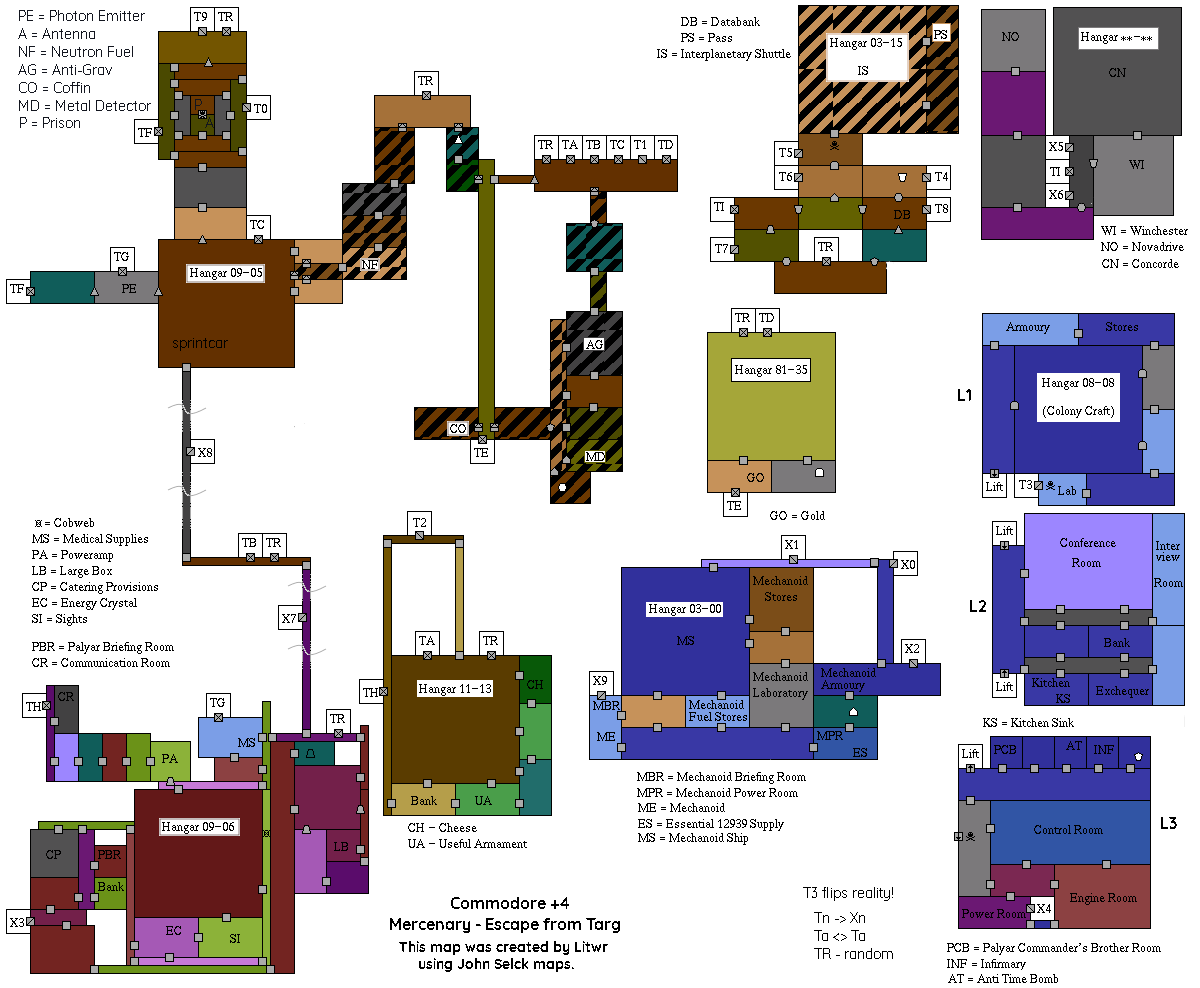 PE = Photon Emitter
A = Antenna
NF = Neutron Fuel
AG = Anti-Grav
CO = Coffin
MD = Metal Detector
P = Prison
T9 TR
P
A
T0
TF
TC
TG
TF
PE
Hangar 09-05
sprintcar
NF
TR
TR TA TB TC T1 TD
AG
CO
TE
MD
X8
TB TR
X7
DB = Databank
PS = Pass
IS = Interplanetary Shuttle
Hangar 03-15
IS
PS
T5
T6
T4
TI
DB
T8
T7
TR
NO
Hangar **-**
CN
X5
TI
X6
WI
WI = Winchester
NO = Novadrive
CN = Concorde
TR TD
Hangar 81-35
GO
TE
GO = Gold
Armoury
Stores
L1
Hangar 08-08
(Colony Craft)
Lift
T3
Lab
Lift
Conference
Room
Inter
view
Room
L2
Bank
Lift
Kitchen
KS
Exchequer
KS = Kitchen Sink
Lift
PCB
AT
INF
Control Room
L3
Engine Room
Power Room
X4
PCB = Palyar Commander's Brother Room
INF = Infirmary
AT = Anti Time Bomb
¤ = Cobweb
MS = Medical Supplies
PA = Poweramp
LB = Large Box
CP = Catering Provisions
EC = Energy Crystal
SI = Sights
PBR = Palyar Briefing Room
CR = Communication Room
TH
CR
TG
MS
TR
PA
Hangar 09-06
CP
PBR
Bank
LB
X3
EC
SI
T2
TA
TR
TH
Hangar 11-13
CH
Bank
UA
CH - Cheese
UA - Useful Armament
X1
X0
Mechanoid
Stores
Hangar 03-00
MS
X2
Mechanoid
Laboratory
Mechanoid
Armoury
X9
MBR
Mechanoid
Fuel Stores
ME
MPR
ES
MBR = Mechanoid Briefing Room
MPR = Mechanoid Power Room
ME = Mechanoid
ES = Essential 12939 Supply
MS = Mechanoid Ship
Commodore +4
Mercenary - Escape from Targ
This map was created by Litwr
using John Selck maps.
T3 flips reality!
Tn -> Xn
Ta <> Ta
TR - random